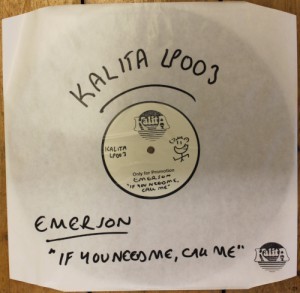 KALITA LP003
Kalita
KALITA
LP003
Only for Promotion
EMERSON
"IF YOU NEED ME,
CALL ME"
EMERSON
"IF YOU NEED ME, CALL ME"
Kalita